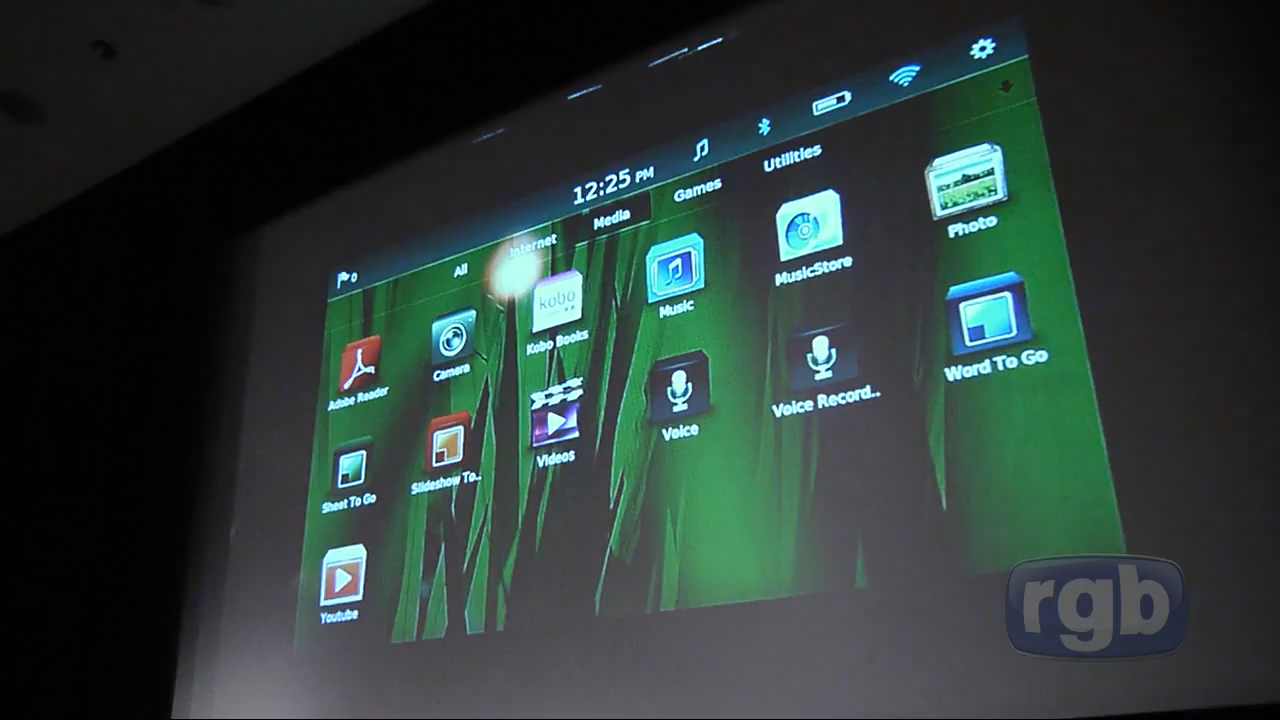 12:25 PM
0
All
Internet
Media
Games
Utilities
Adobe Reader
Camera
kobo
Kobo Books
Music
MusicStore
Photo
Sheet To Go
Slideshow To..
Videos
Voice
Voice Record..
Word To Go
Youtube
rgb